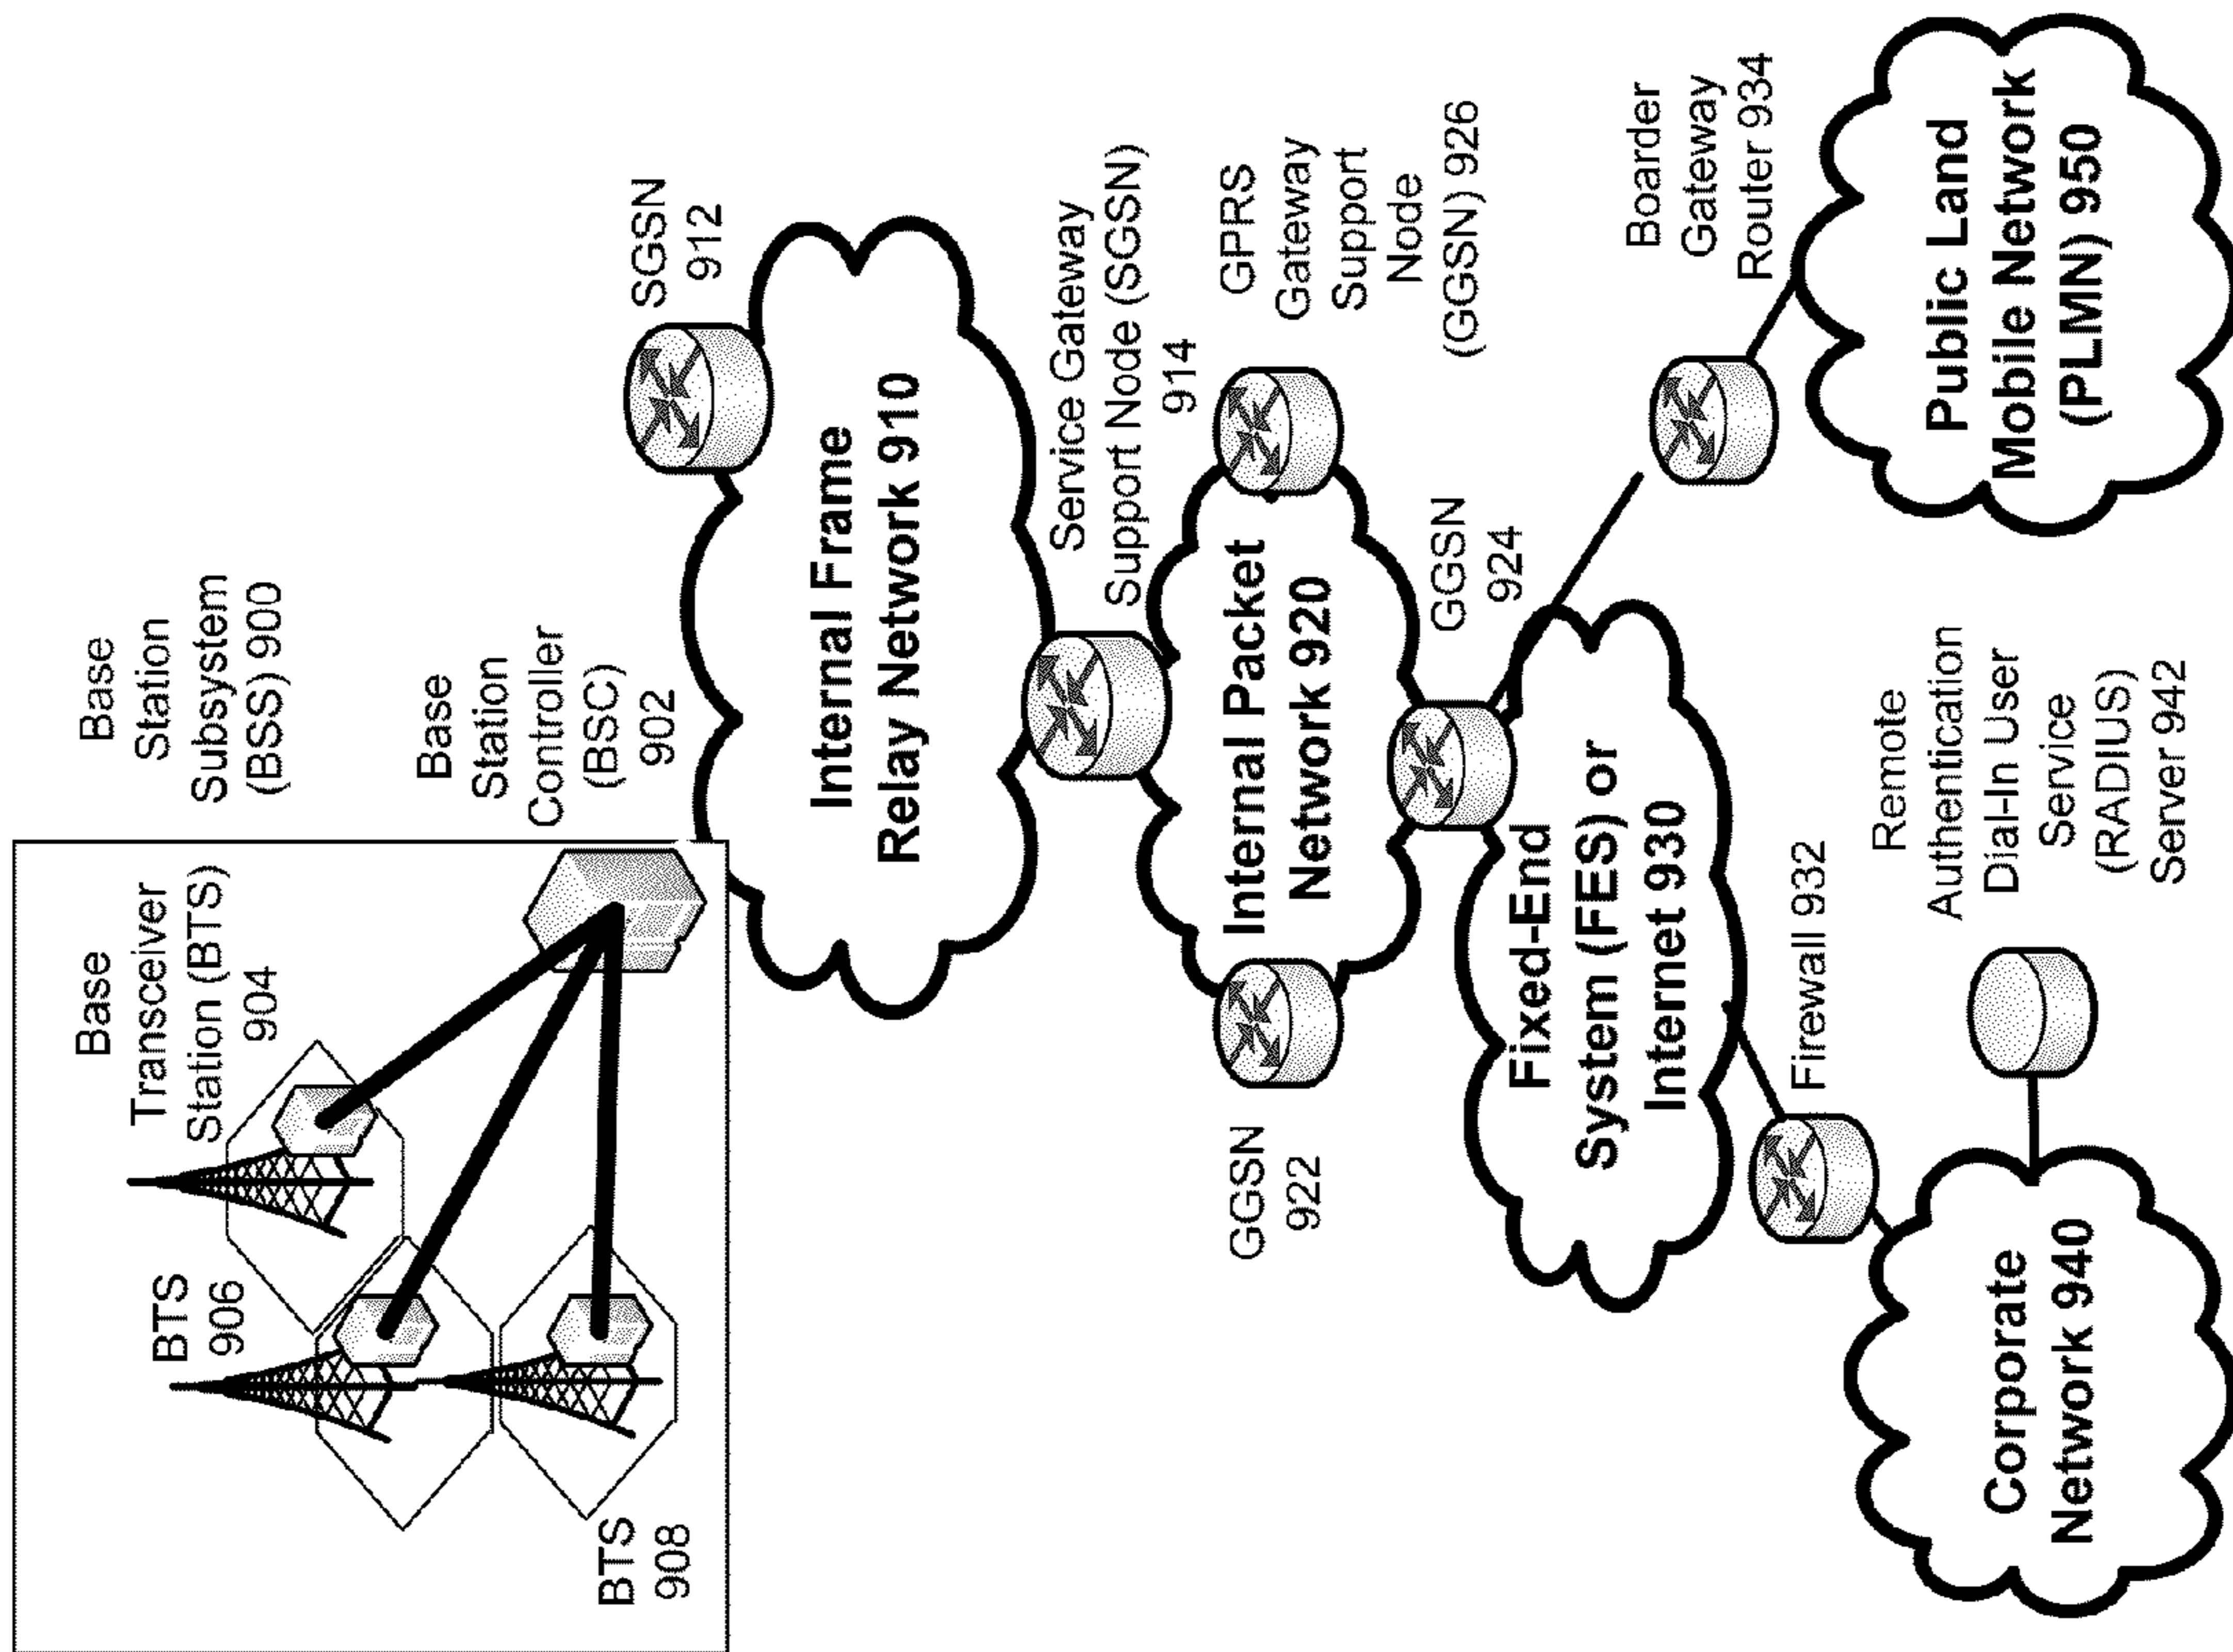 Base
Station
Subsystem
(BSS) 900
Base
Transceiver
Station (BTS)
904
BTS
906
BTS
908
Base
Station
Controller
(BSC)
902
SGSN
912
Internal Frame
Relay Network 910
Service Gateway
Support Node (SGSN)
914
GPRS
Gateway
Support
Node
(GGSN) 926
Internal Packet
Network 920
GGSN
922
GGSN
924
Fixed-End
System (FES) or
Internet 930
Boarder
Gateway
Router 934
Firewall 932
Remote
Authentication
Dial-In User
Service
(RADIUS)
Server 942
Public Land
Mobile Network
(PLMN) 950
Corporate
Network 940